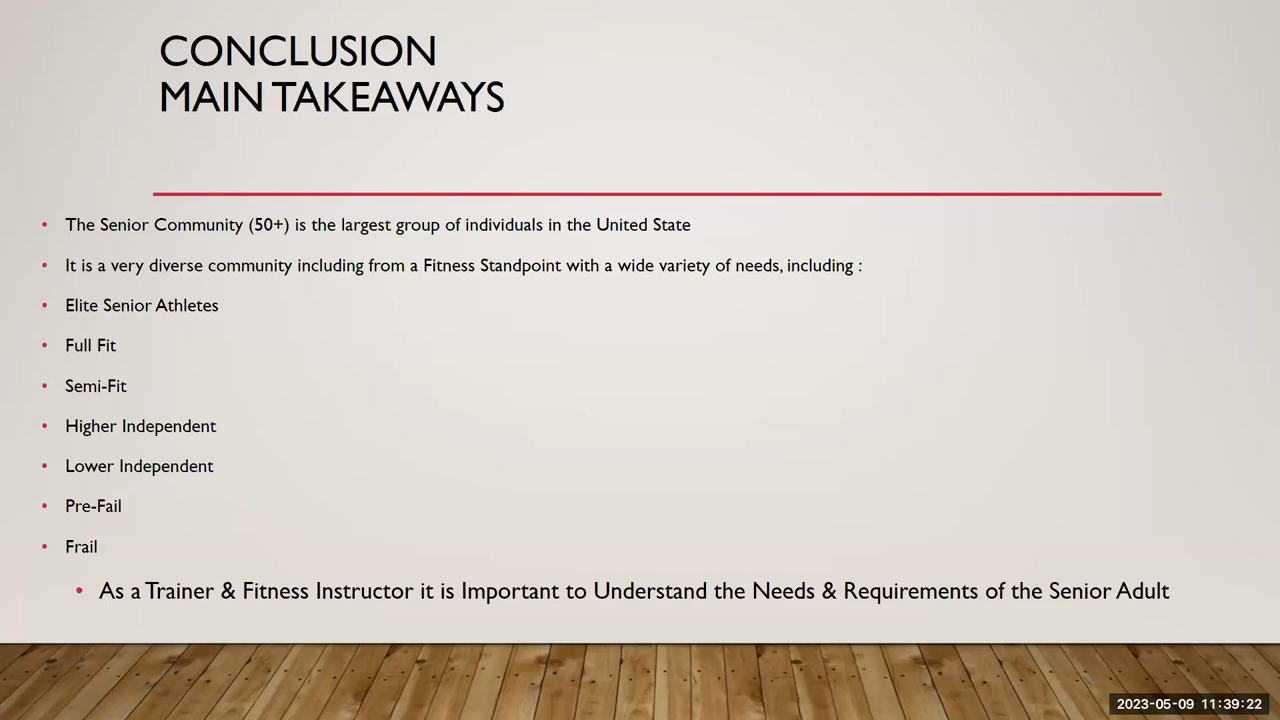 CONCLUSION
MAIN TAKEAWAYS
• The Senior Community (50+) is the largest group of individuals in the United State
• It is a very diverse community including from a Fitness Standpoint with a wide variety of needs, including :
• Elite Senior Athletes
• Full Fit
• Semi-Fit
• Higher Independent
• Lower Independent
• Pre-Fail
• Frail
• As a Trainer & Fitness Instructor it is Important to Understand the Needs & Requirements of the Senior Adult
2023-05-09 11:39:22